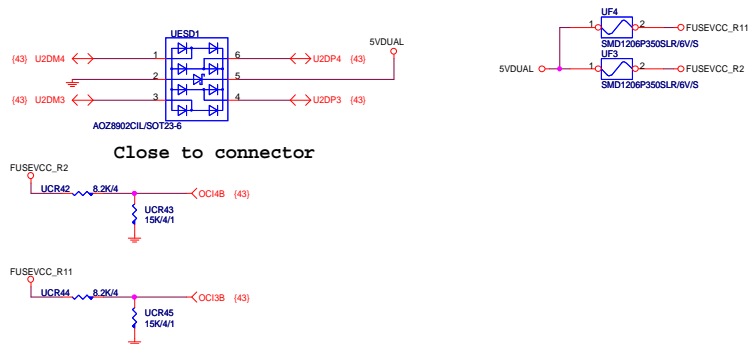 UESD1
{43} U2DM4 1 6 U2DP4 {43}
5VDUAL
2 5
{43} U2DM3 3 4 U2DP3 {43}
AOZ8902CIL/SOT23-6
Close to connector
UF4
1 2 FUSEVCC_R11
SMD1206P350SLR/6V/S
UF3
5VDUAL 1 2 FUSEVCC_R2
SMD1206P350SLR/6V/S
FUSEVCC_R2
UCR42 8.2K/4 OCI4B {43}
UCR43
15K/4/1
FUSEVCC_R11
UCR44 8.2K/4 OCI3B {43}
UCR45
15K/4/1